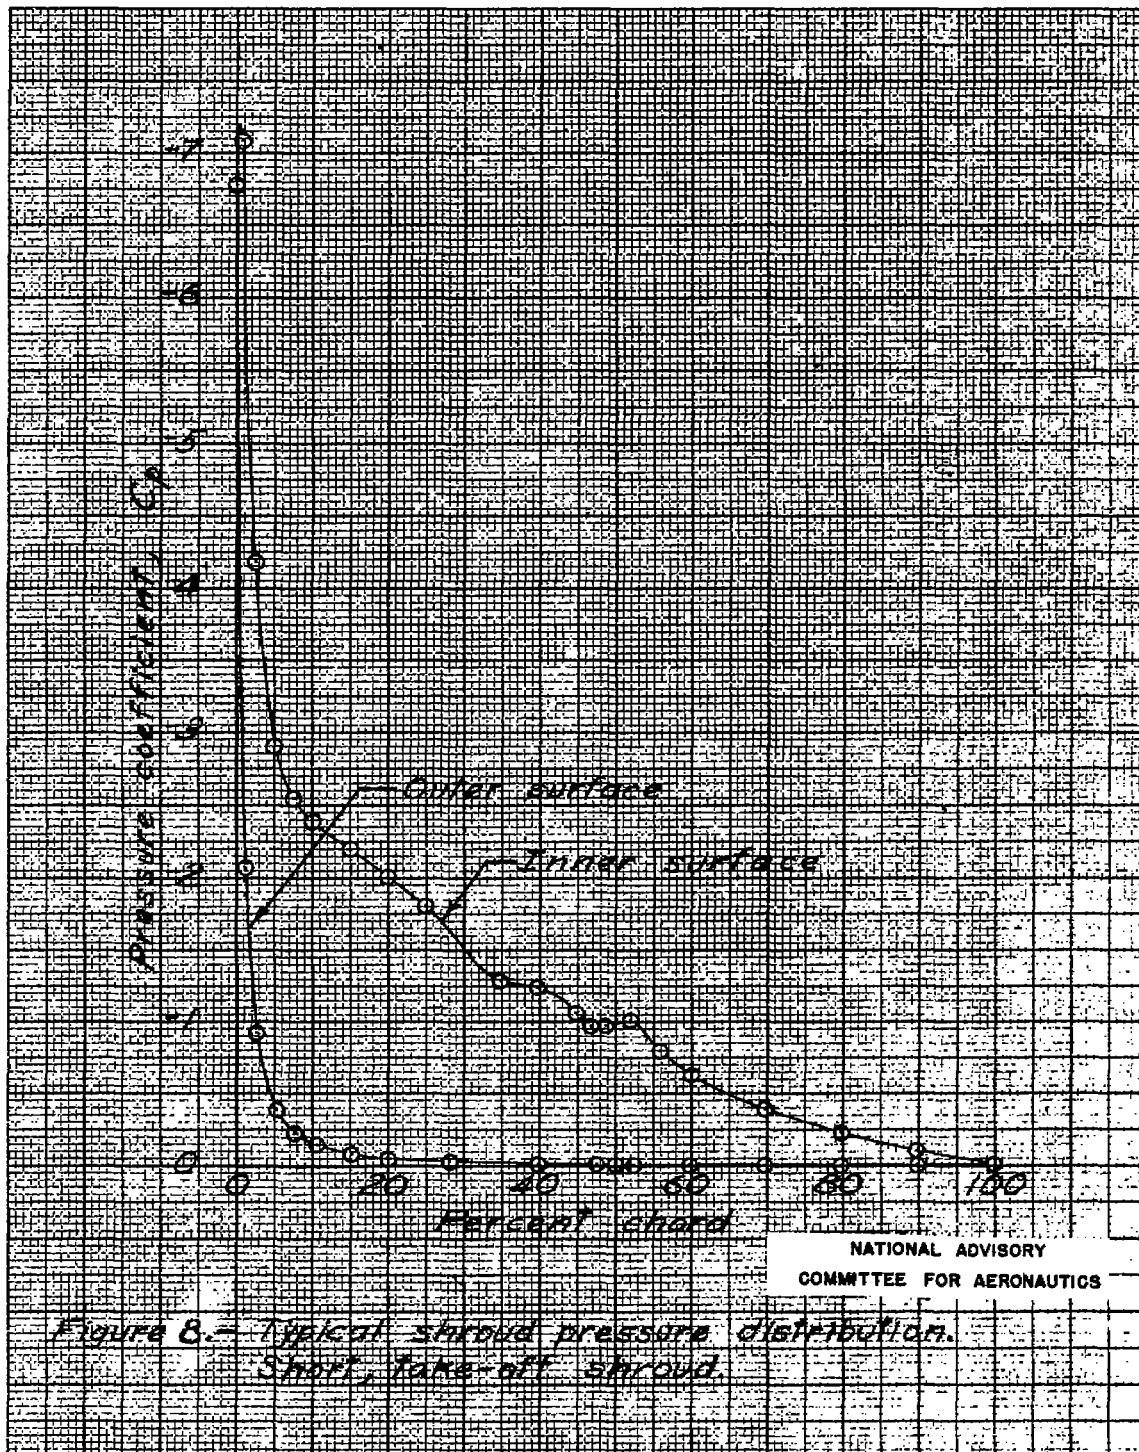 -7
-6
-5
-4
-3
-2
-1
0
Pressure coefficient, Cp
Outer surface
Inner surface
0 20 40 60 80 100
Percent chord
NATIONAL ADVISORY
COMMITTEE FOR AERONAUTICS
Figure 8.- Typical shroud pressure distribution.
Short, take-off shroud.